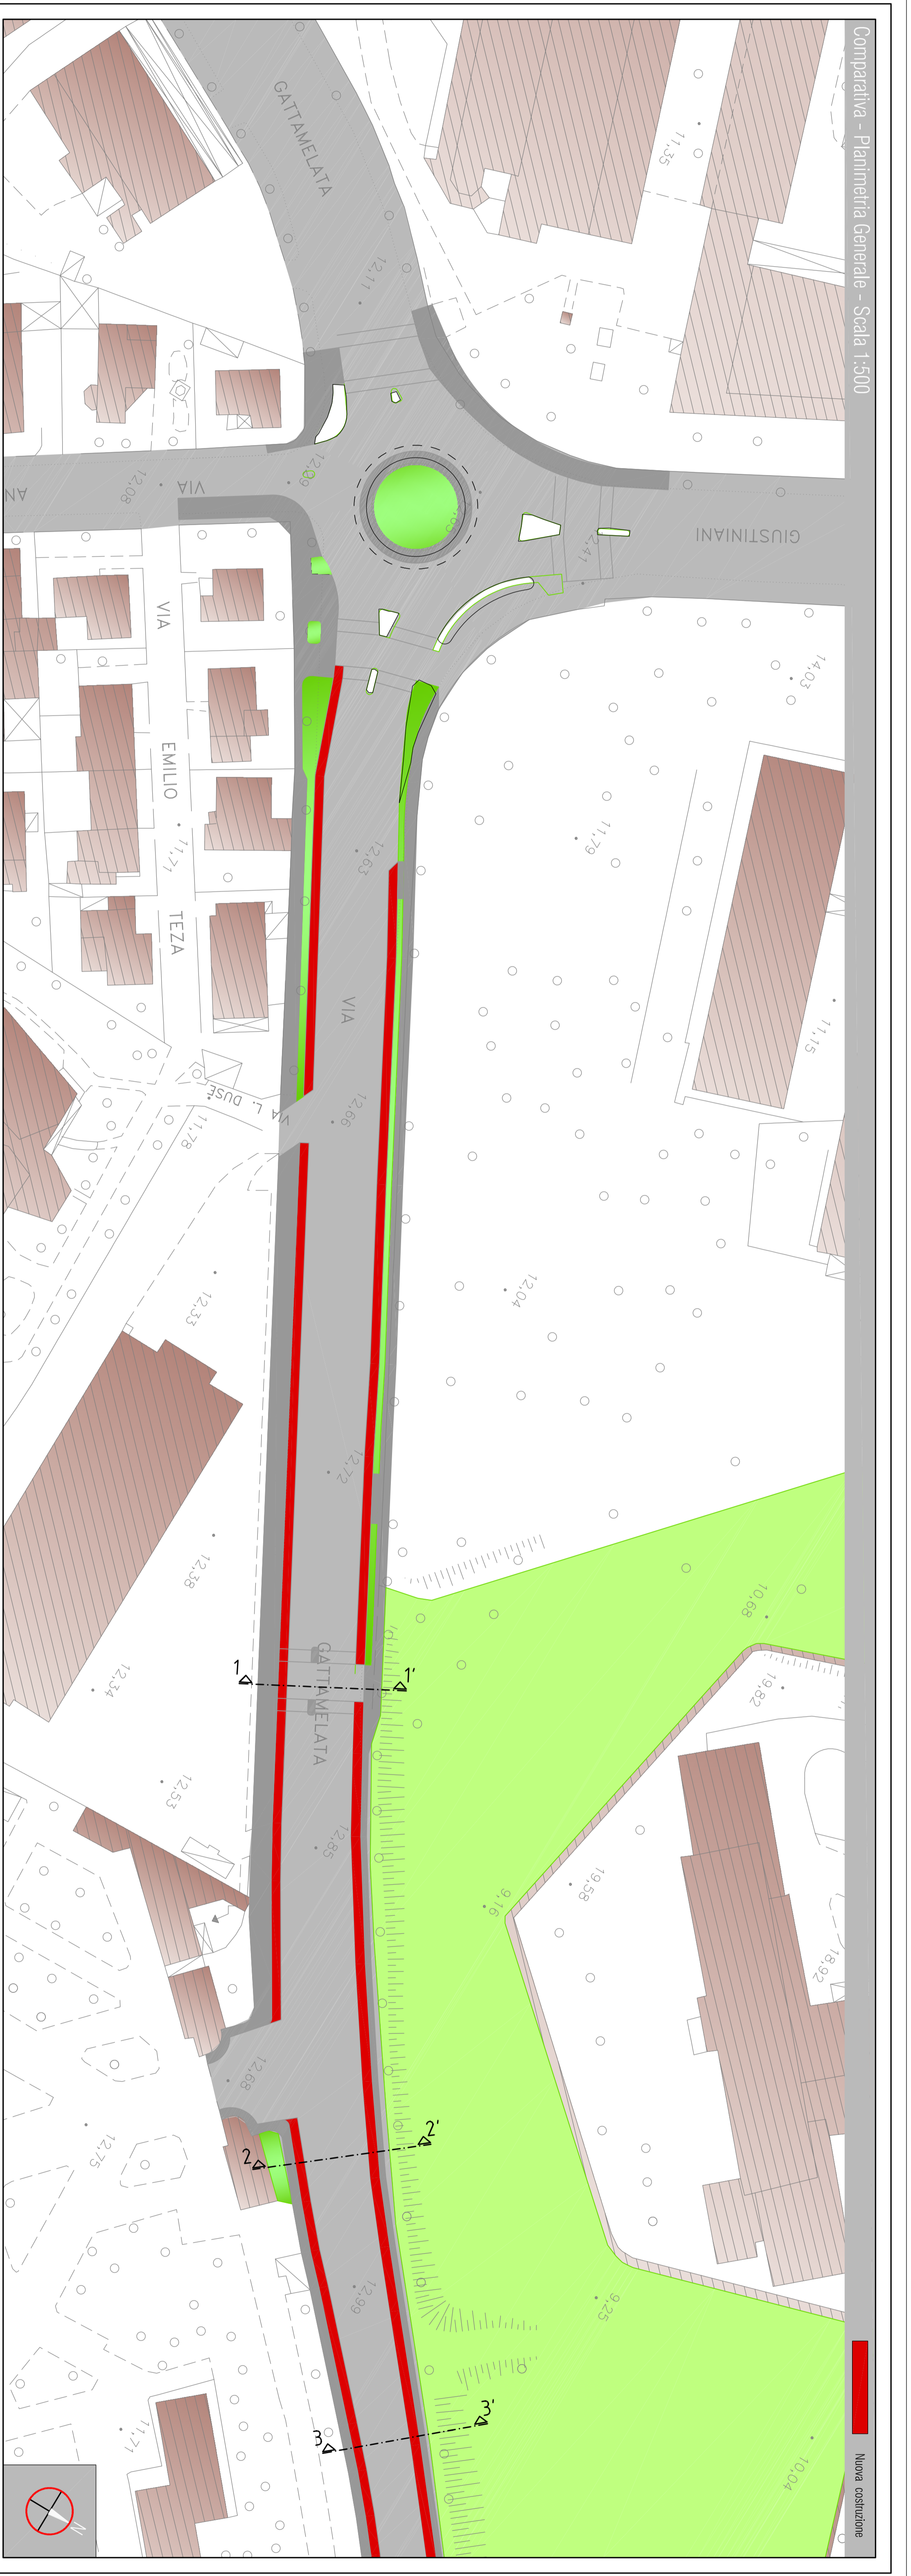 Comparativa - Planimetria Generale - Scala 1:500
GATTAMELATA
11,35
12,11
12,08
VIA
AN
12,09
GIUSTINIANI
12,41
14,03
VIA
EMILIO
11,71
TEZA
12,63
11,79
11,15
VIA
VIA L. DUSE
11,78
12,66
12,33
12,04
12,72
12,38
10,68
12,34
1
1'
GATTAMELATA
19,82
12,53
12,85
9,16
19,58
18,92
12,68
12,75
2
2'
12,99
9,25
3
3'
11,71
10,04
Nuova costruzione
N